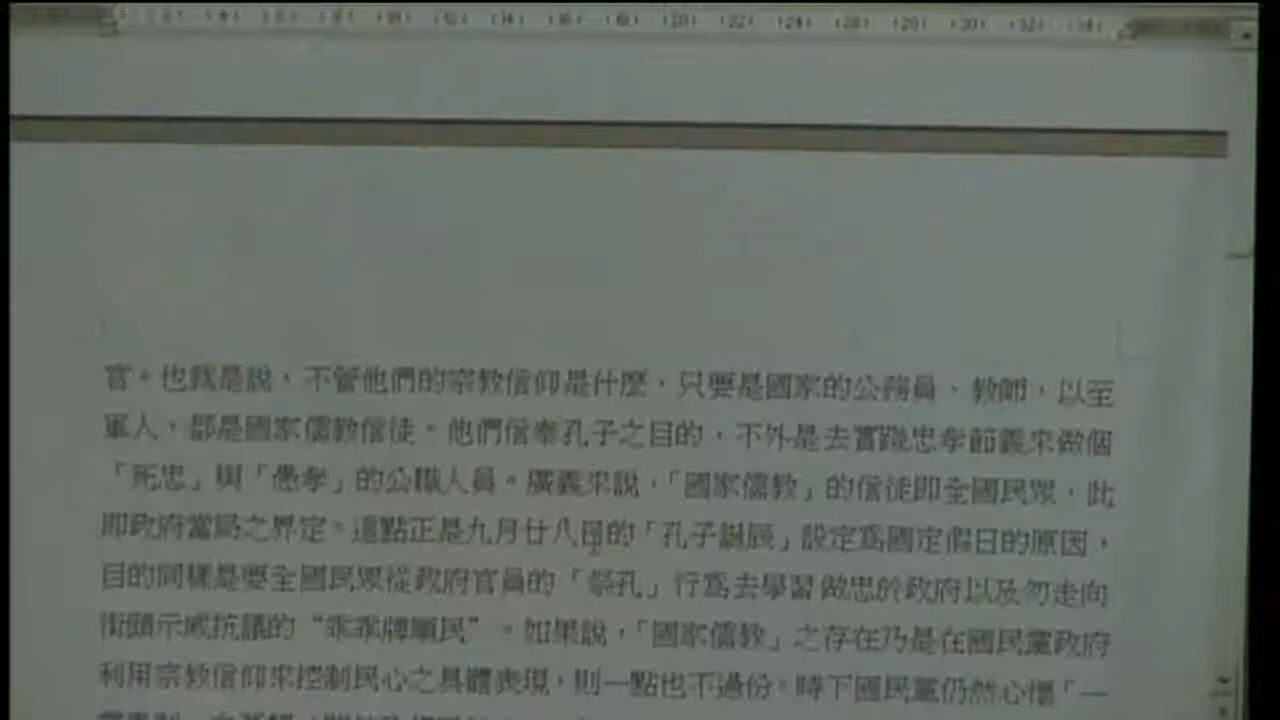 官。也就是說，不管他們的宗教信仰是什麼，只要是國家的公務員、教師，以至
軍人，都是國家儒教信徒。他們信奉孔子之目的，不外是去實踐忠孝節義來做個
「死忠」與「愚孝」的公職人員。廣義來說，「國家儒教」的信徒即全國民眾，此
即政府當局之界定。這點正是九月廿八日的「孔子誕辰」設定為國定假日的原因，
目的同樣是要全國民眾從政府官員的「祭孔」行為去學習做忠於政府以及勿走向
街頭示威抗議的“乖乖牌順民”。如果說，「國家儒教」之存在乃是在國民黨政府
利用宗教信仰來控制民心之具體表現，則一點也不過份。時下國民黨仍然心懷「一